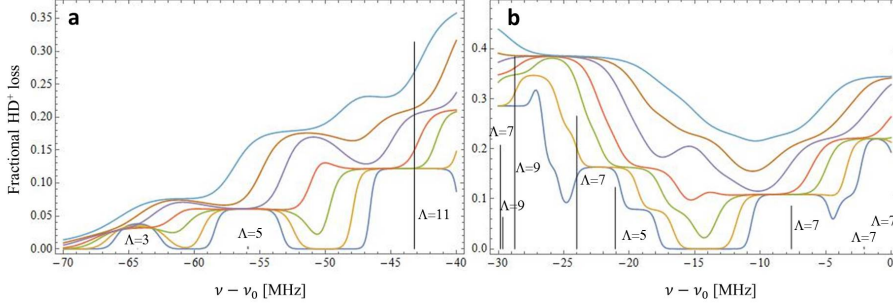 a
b
Fractional HD⁺ loss
0.35
0.30
0.25
0.20
0.15
0.10
0.05
0.00
Λ=3
Λ=5
Λ=11
-70 -65 -60 -55 -50 -45 -40
ν − ν₀ [MHz]
0.4
0.3
0.2
0.1
0.0
Λ=7
Λ=9
Λ=9
Λ=7
Λ=5
Λ=7
Λ=7
Λ=7
-30 -25 -20 -15 -10 -5 0
ν − ν₀ [MHz]